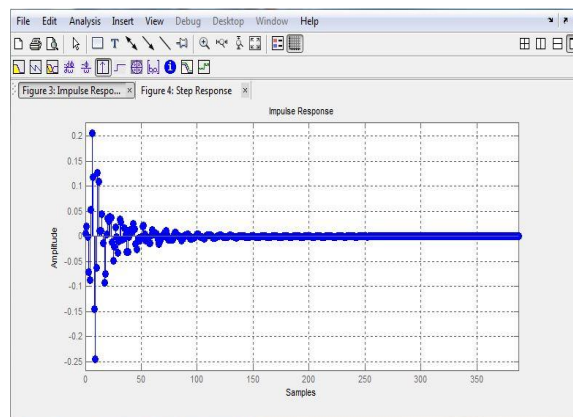 File Edit Analysis Insert View Debug Desktop Window Help
Figure 3: Impulse Respo... × Figure 4: Step Response ×
Impulse Response
0.2
0.15
0.1
0.05
0
-0.05
-0.1
-0.15
-0.2
-0.25
Amplitude
0 50 100 150 200 250 300 350
Samples